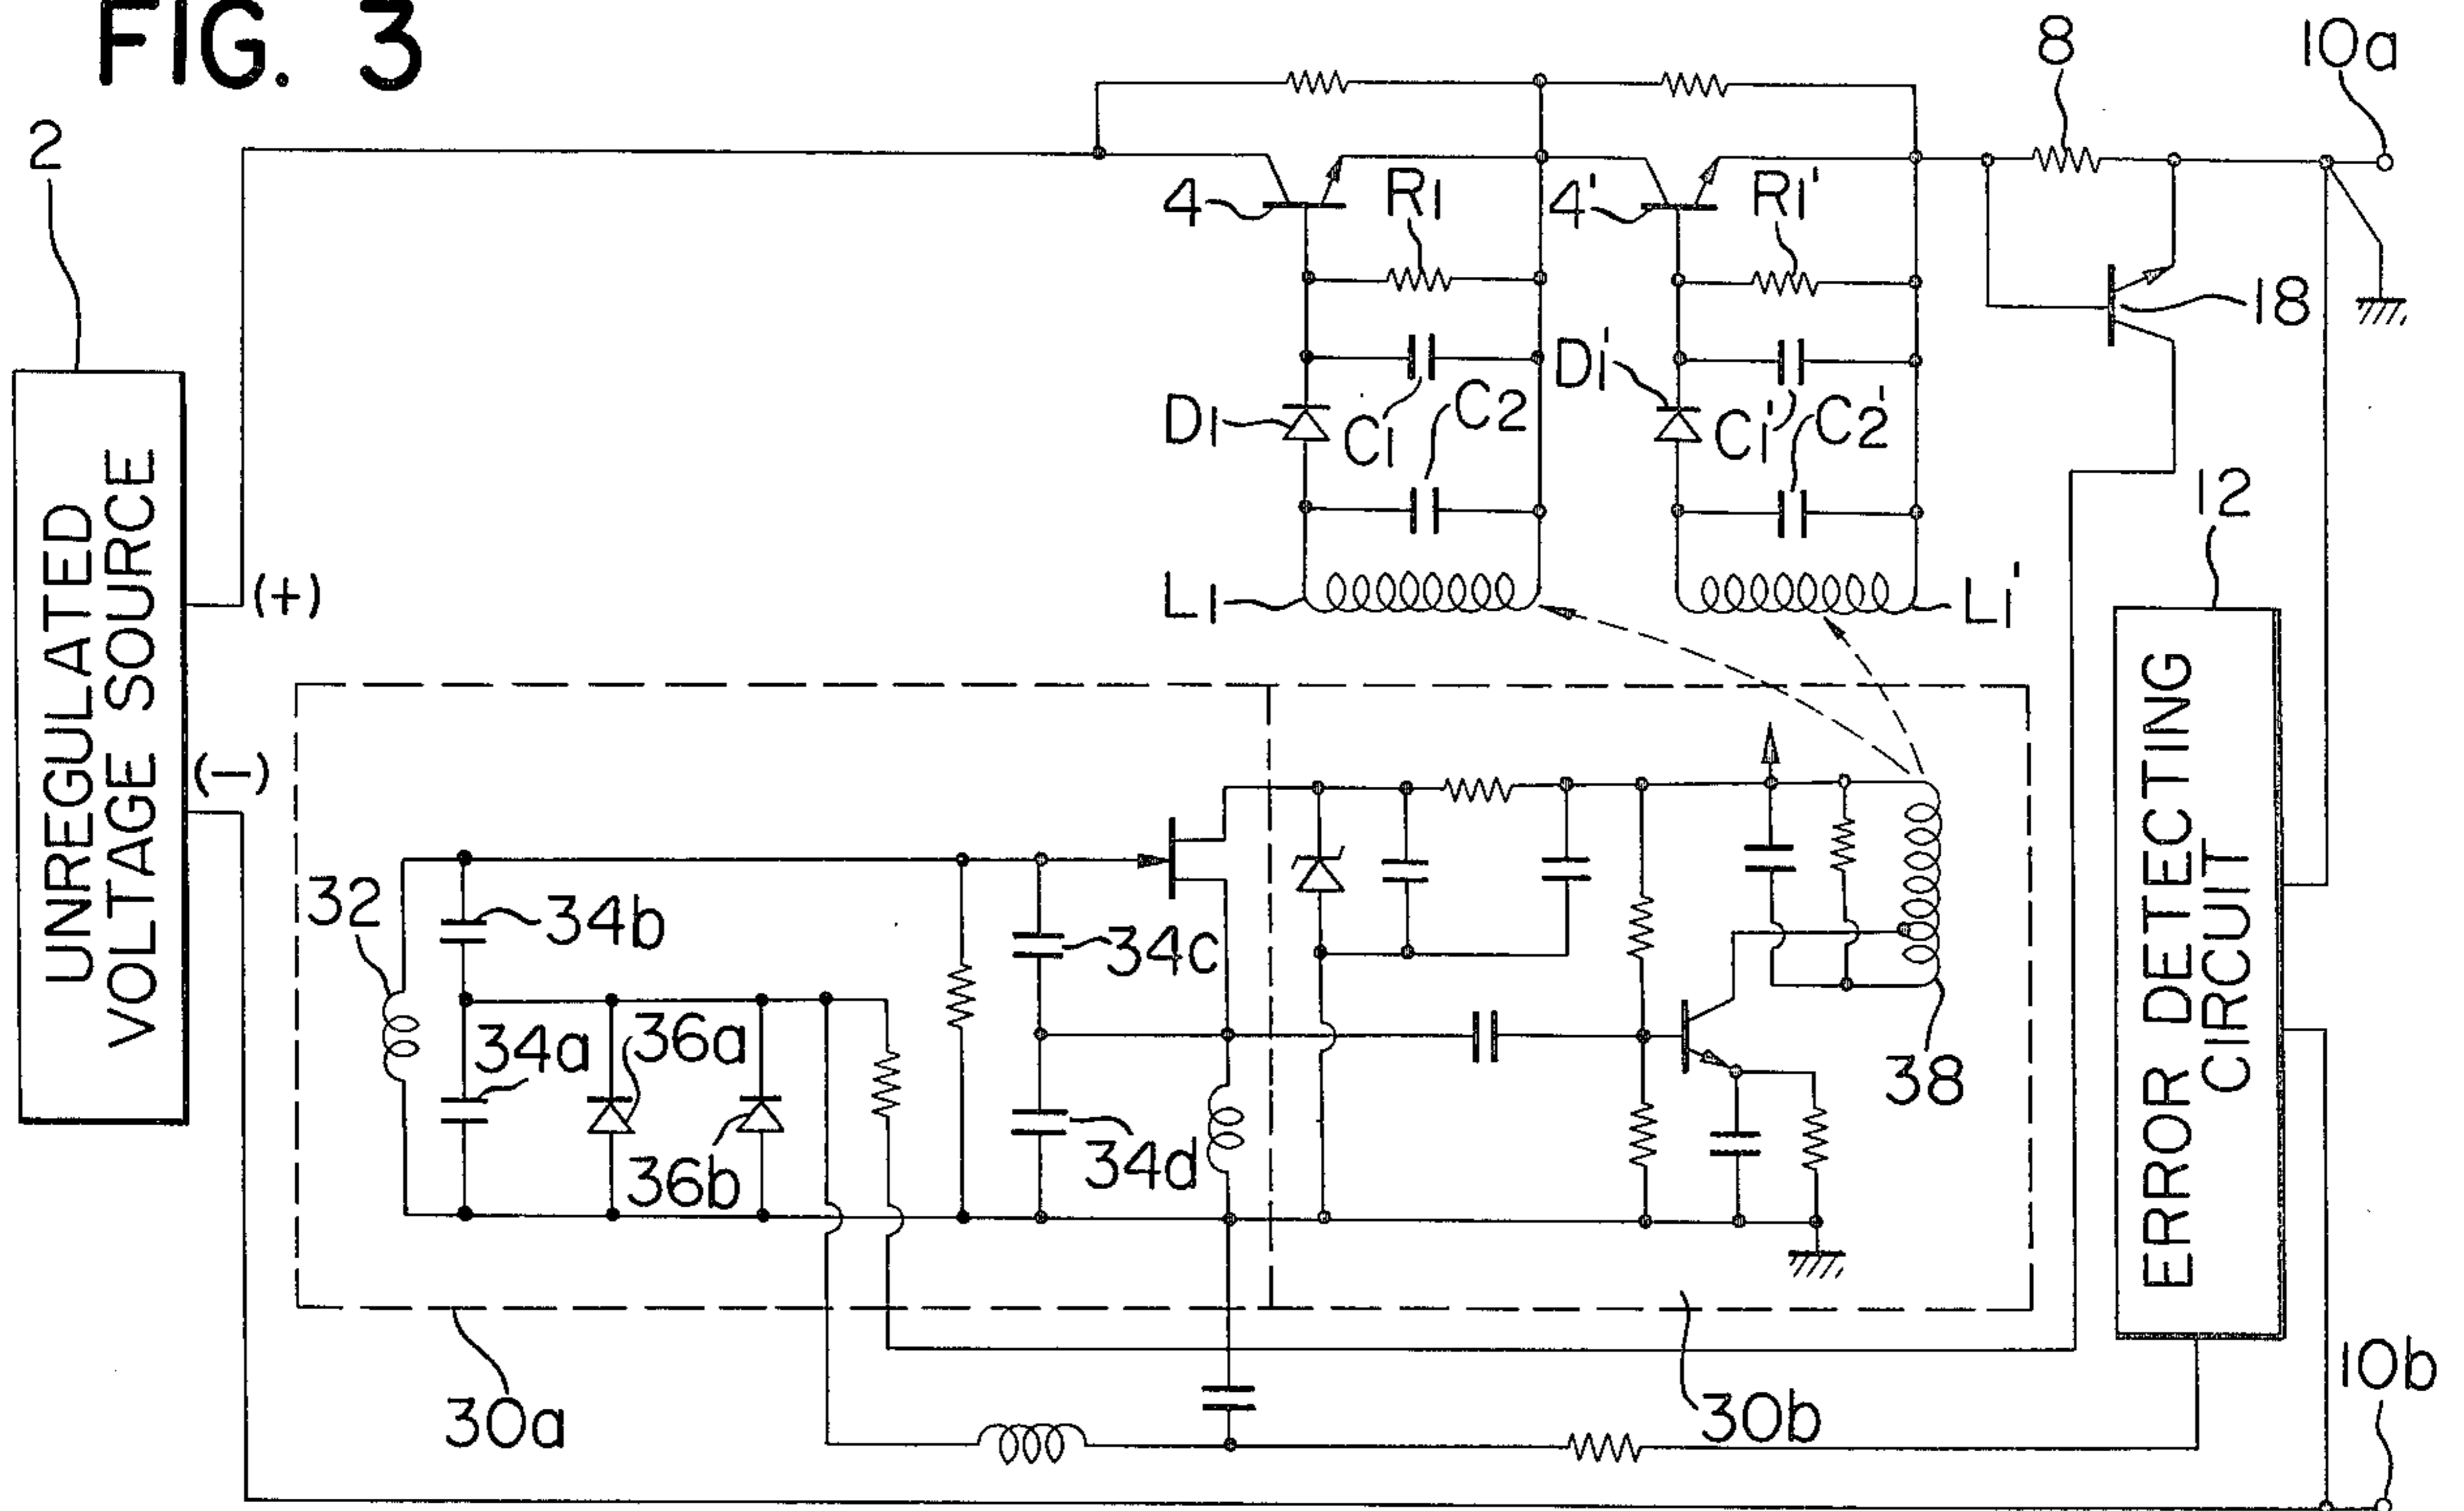 FIG. 3
2
8
10a
4
R1
4'
R1'
18
D1
C1
C2
D1'
C1'
C2'
12
UNREGULATED
VOLTAGE SOURCE
(+)
(−)
L1
L1'
ERROR DETECTING
CIRCUIT
32
34b
34c
34a
36a
36b
34d
38
30a
30b
10b